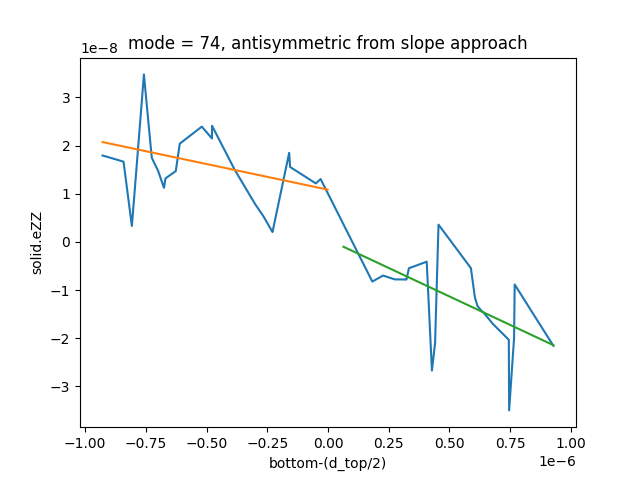 mode = 74, antisymmetric from slope approach
1e−8
3
2
1
0
−1
−2
−3
solid.eZZ
−1.00 −0.75 −0.50 −0.25 0.00 0.25 0.50 0.75 1.00
1e−6
bottom-(d_top/2)